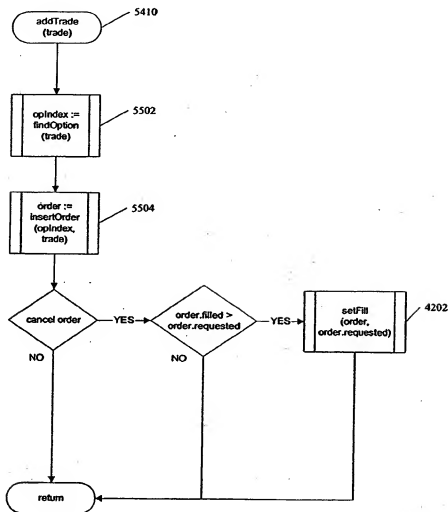 addTrade
(trade)
5410
opIndex :=
findOption
(trade)
5502
order :=
insertOrder
(opIndex,
trade)
5504
cancel order
YES
order.filled >
order.requested
YES
setFill
(order,
order.requested)
4202
NO
NO
return